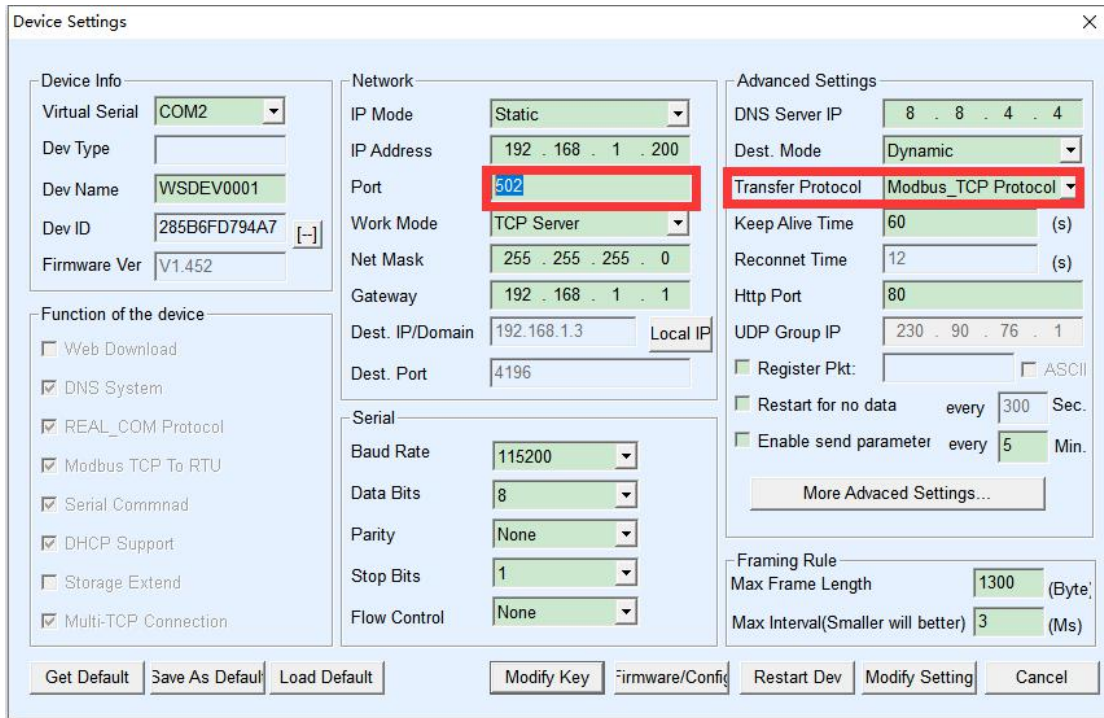 Device Settings
Device Info
Virtual Serial COM2
Dev Type
Dev Name WSDEV0001
Dev ID 285B6FD794A7 [--]
Firmware Ver V1.452
Function of the device
Web Download
DNS System
REAL_COM Protocol
Modbus TCP To RTU
Serial Commnad
DHCP Support
Storage Extend
Multi-TCP Connection
Network
IP Mode Static
IP Address 192 . 168 . 1 . 200
Port 502
Work Mode TCP Server
Net Mask 255 . 255 . 255 . 0
Gateway 192 . 168 . 1 . 1
Dest. IP/Domain 192.168.1.3 Local IP
Dest. Port 4196
Serial
Baud Rate 115200
Data Bits 8
Parity None
Stop Bits 1
Flow Control None
Advanced Settings
DNS Server IP 8 . 8 . 4 . 4
Dest. Mode Dynamic
Transfer Protocol Modbus_TCP Protocol
Keep Alive Time 60 (s)
Reconnet Time 12 (s)
Http Port 80
UDP Group IP 230 . 90 . 76 . 1
Register Pkt: ASCII
Restart for no data every 300 Sec.
Enable send parameter every 5 Min.
More Advaced Settings...
Framing Rule
Max Frame Length 1300 (Byte)
Max Interval(Smaller will better) 3 (Ms)
Get Default Save As Defaul Load Default Modify Key Firmware/Config Restart Dev Modify Setting Cancel